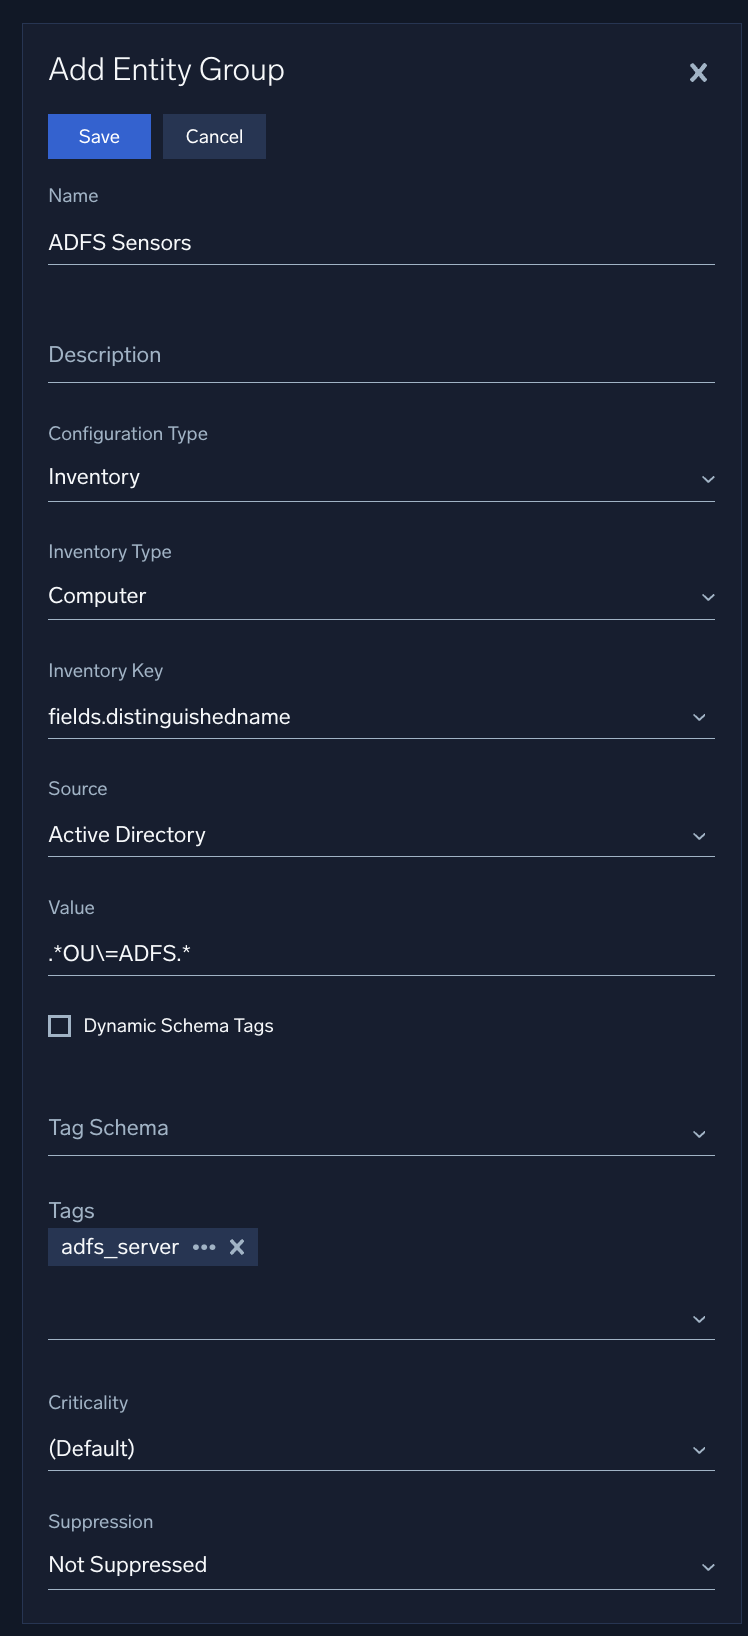 Add Entity Group
Save Cancel
Name
ADFS Sensors
Description
Configuration Type
Inventory
Inventory Type
Computer
Inventory Key
fields.distinguishedname
Source
Active Directory
Value
.*OU\=ADFS.*
Dynamic Schema Tags
Tag Schema
Tags
adfs_server
Criticality
(Default)
Suppression
Not Suppressed